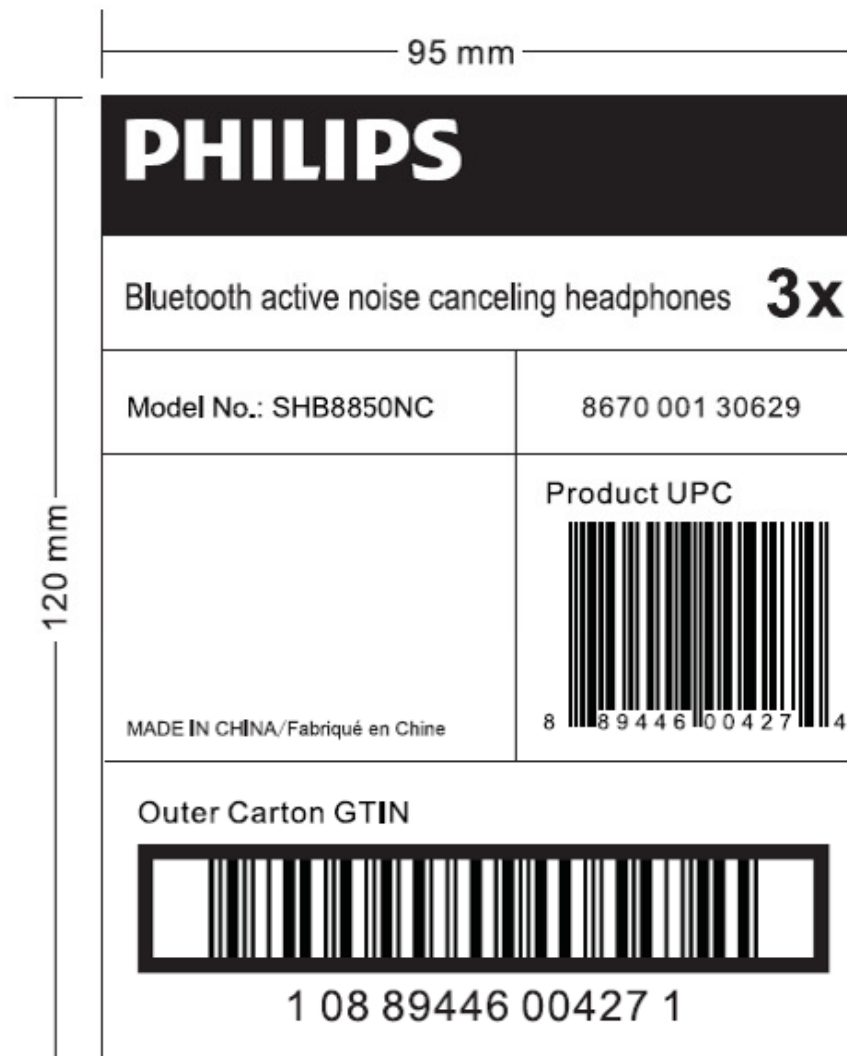 95 mm
PHILIPS
Bluetooth active noise canceling headphones 3x
Model No.: SHB8850NC 8670 001 30629
120 mm
Product UPC
8 89446 00427 4
MADE IN CHINA/Fabriqué en Chine
Outer Carton GTIN
1 08 89446 00427 1